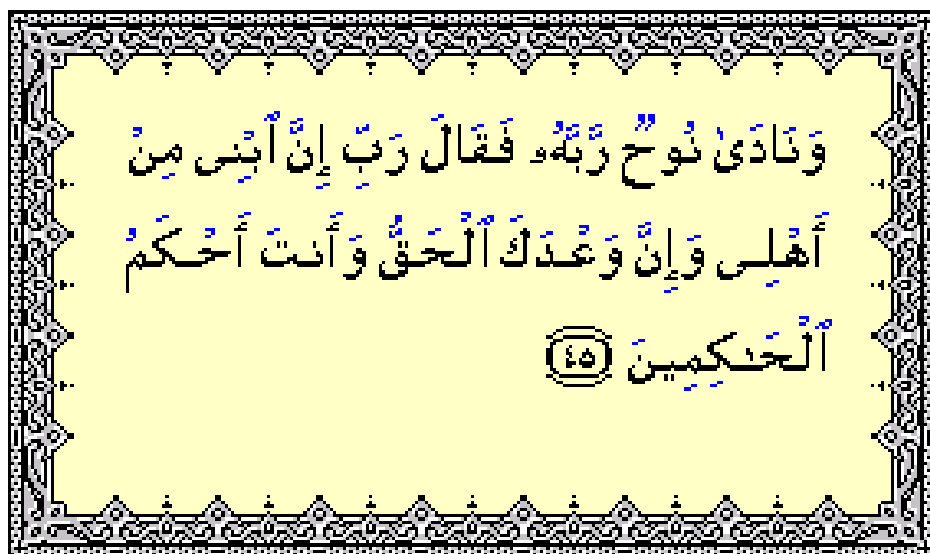 وَنَادَىٰ نُوحٌ رَّبَّهُۥ فَقَالَ رَبِّ إِنَّ ٱبْنِى مِنْ
أَهْلِى وَإِنَّ وَعْدَكَ ٱلْحَقُّ وَأَنتَ أَحْكَمُ
ٱلْحَـٰكِمِينَ ٤٥